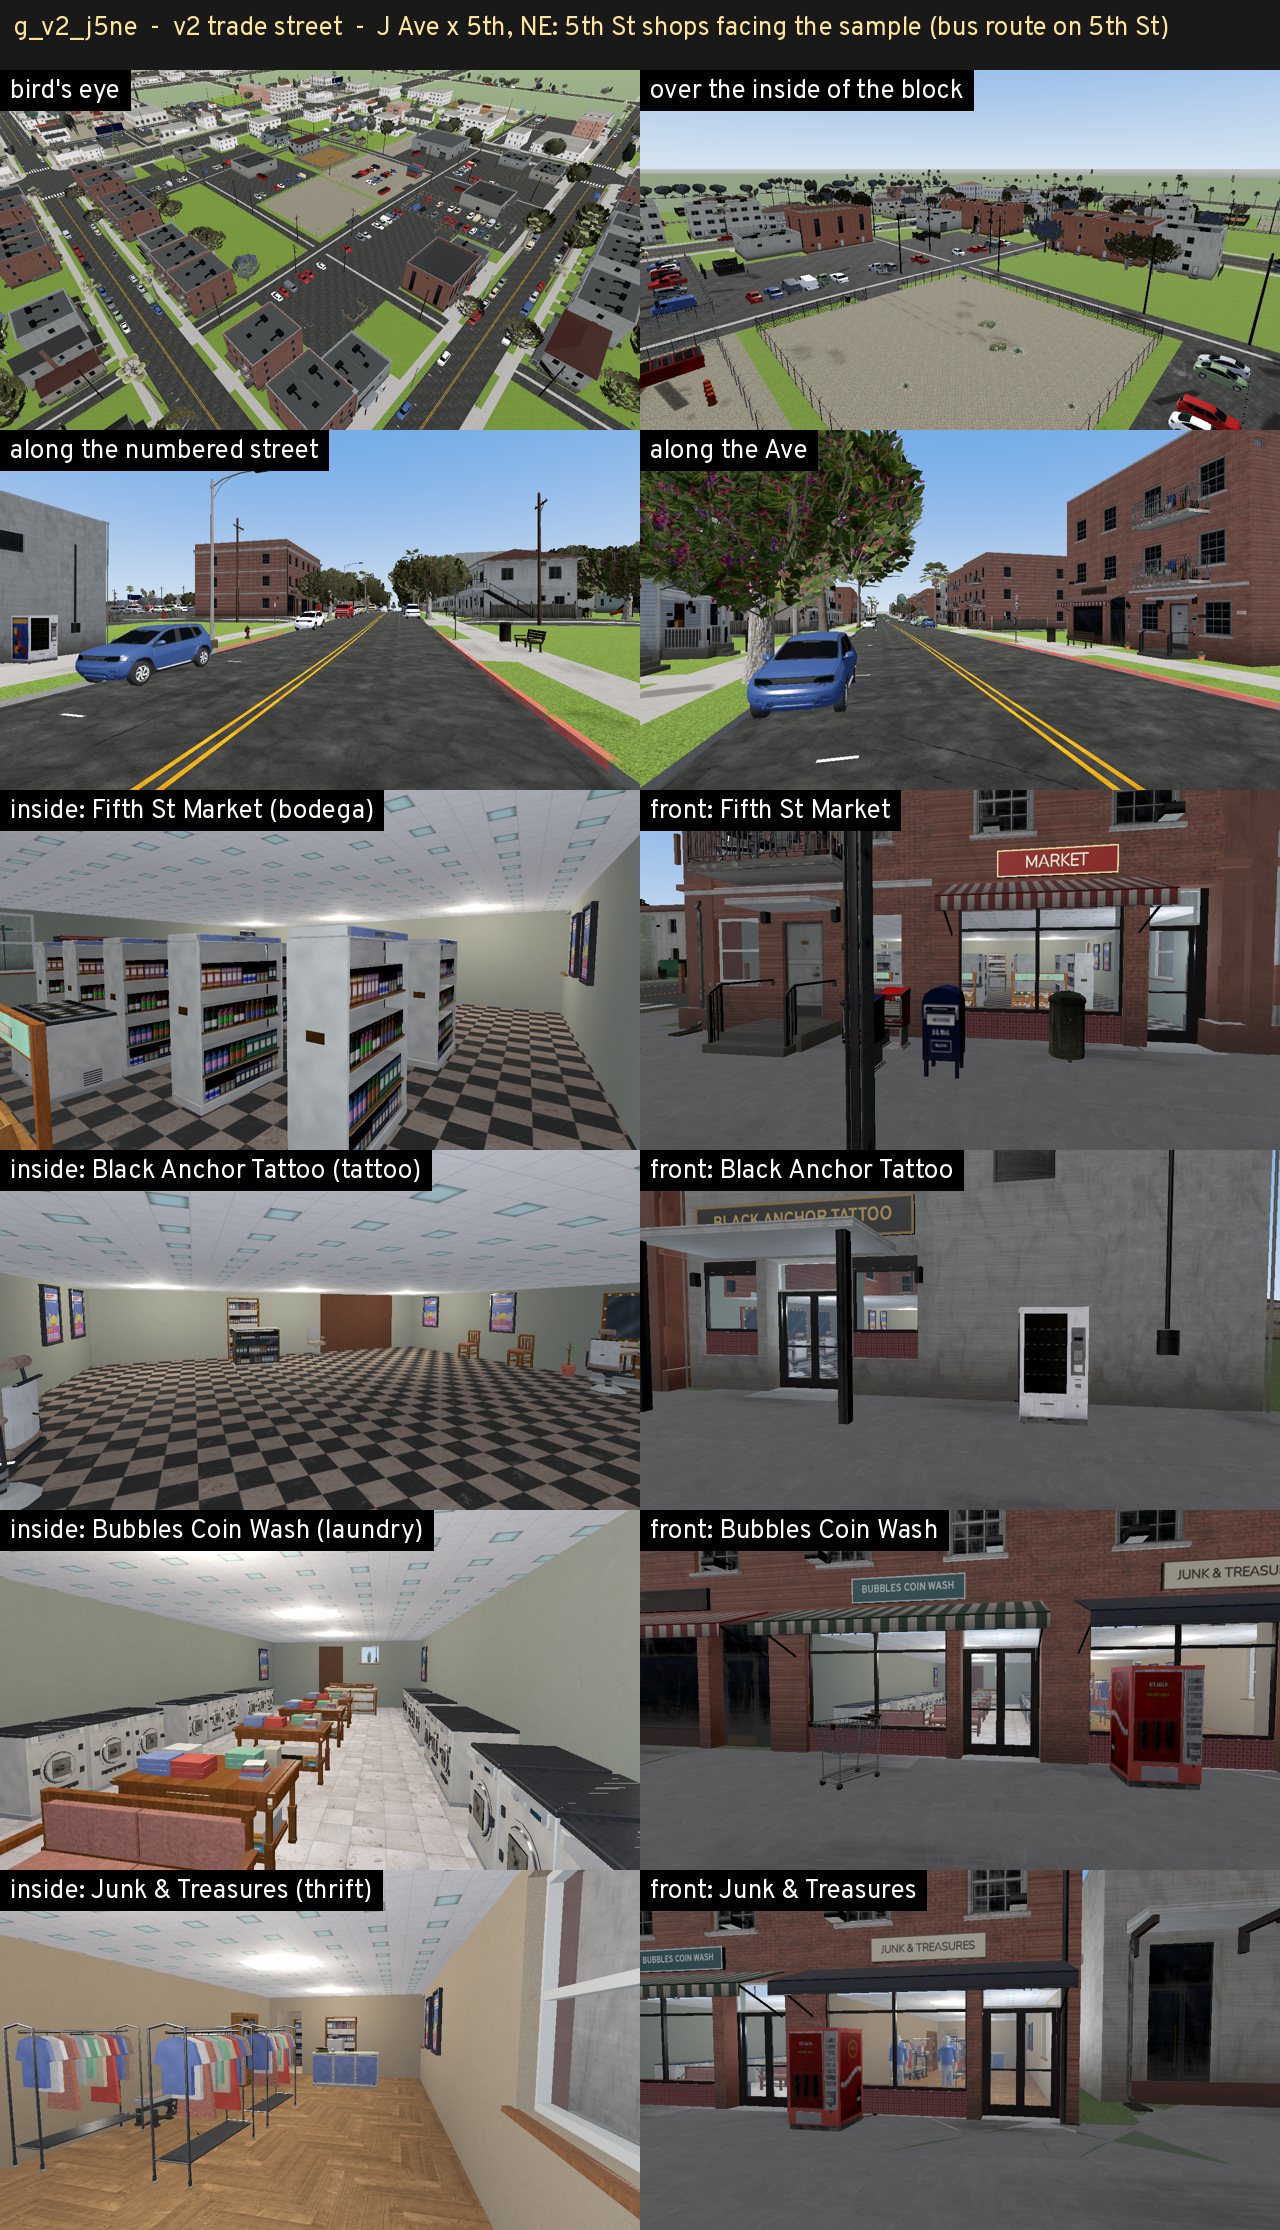 g_v2_j5ne - v2 trade street - J Ave x 5th, NE: 5th St shops facing the sample (bus route on 5th St)
bird's eye
over the inside of the block
along the numbered street
along the Ave
inside: Fifth St Market (bodega)
front: Fifth St Market
MARKET
inside: Black Anchor Tattoo (tattoo)
front: Black Anchor Tattoo
BLACK ANCHOR TATTOO
inside: Bubbles Coin Wash (laundry)
front: Bubbles Coin Wash
BUBBLES COIN WASH
JUNK & TREASU
inside: Junk & Treasures (thrift)
front: Junk & Treasures
BUBBLES COIN WASH
JUNK & TREASURES